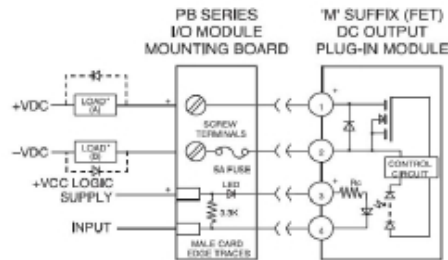 PB SERIES
I/O MODULE
MOUNTING BOARD
'M' SUFFIX (FET)
DC OUTPUT
PLUG-IN MODULE
+VDC
LOAD*
(A)
+
1
SCREW
TERMINALS
-VDC
LOAD*
(B)
2
5A FUSE
CONTROL
CIRCUIT
+VCC LOGIC
SUPPLY
+
LED
3
Rc
3.3K
INPUT
4
MALE CARD
EDGE TRACES